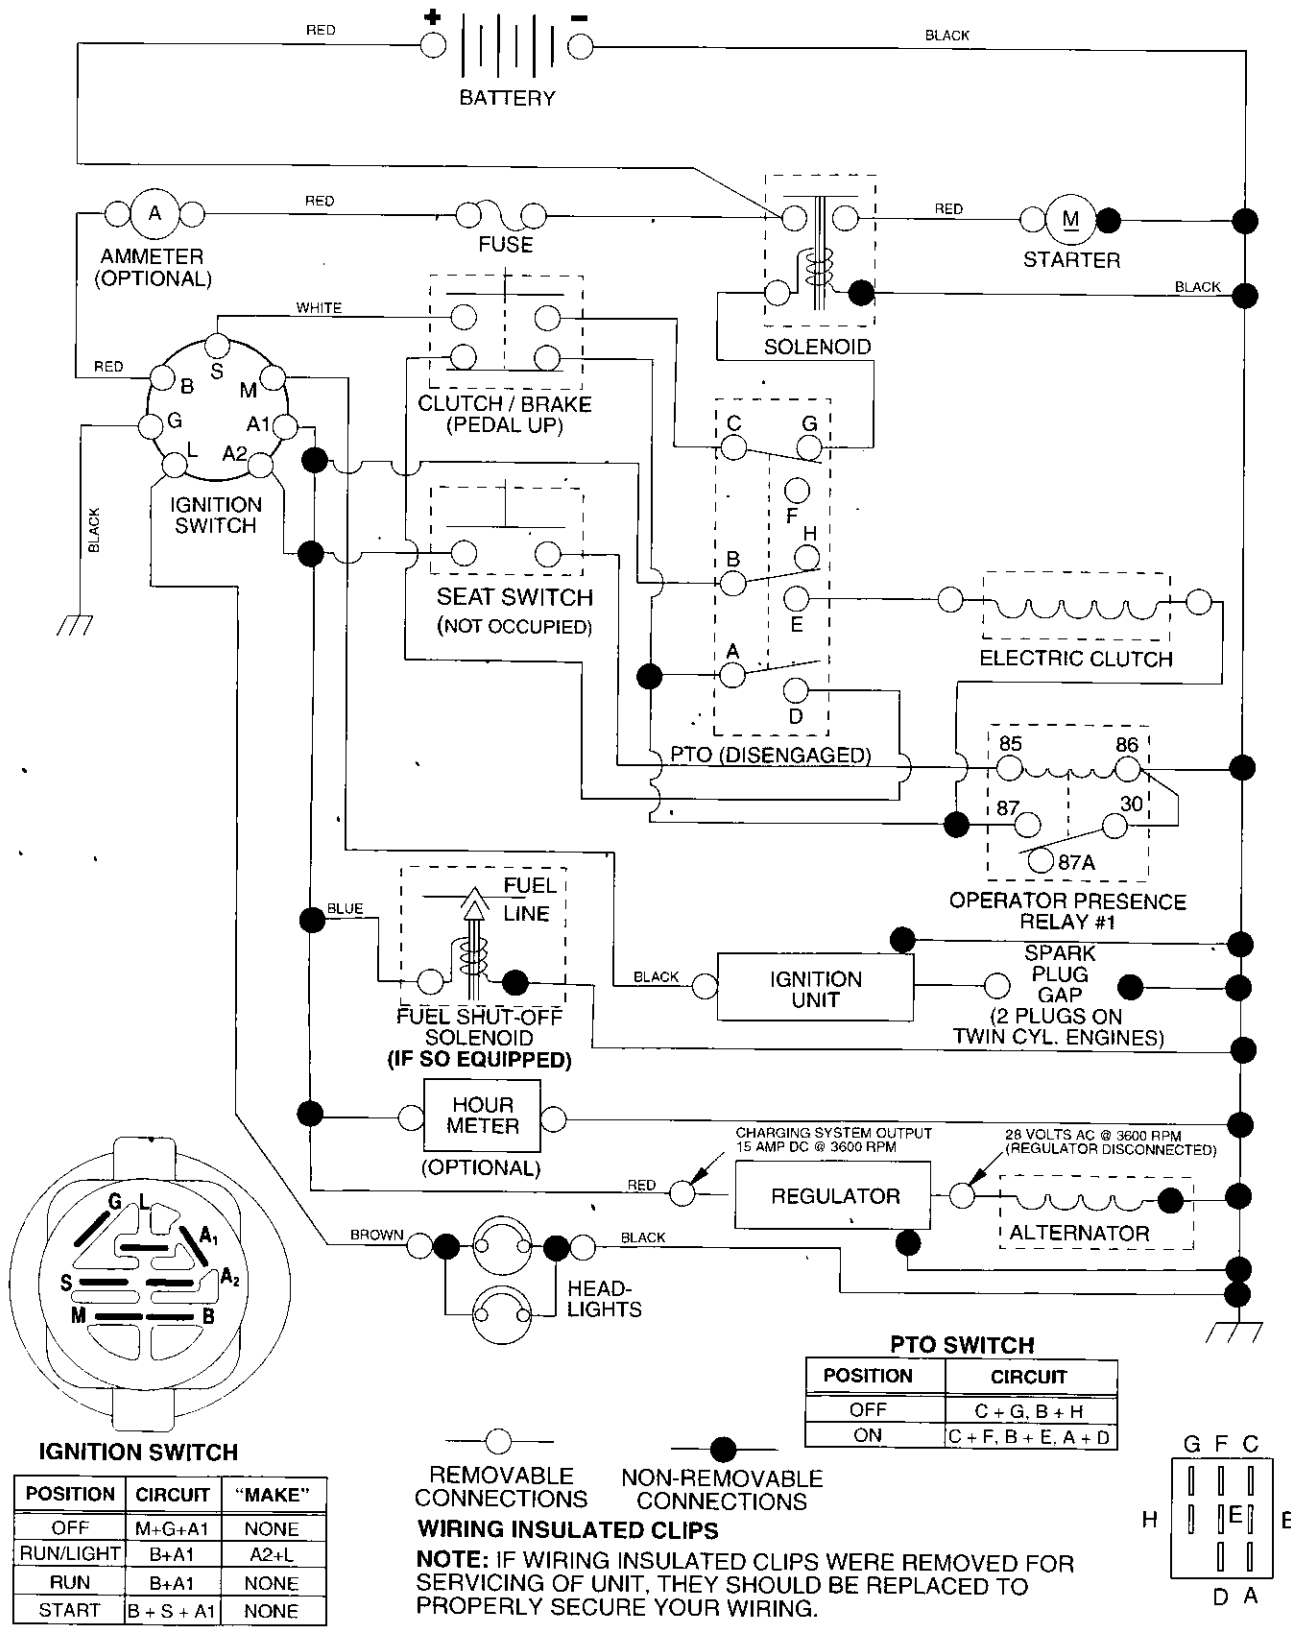 + −
RED
BLACK
BATTERY
RED
RED
A
M
AMMETER
(OPTIONAL)
FUSE
STARTER
BLACK
WHITE
SOLENOID
RED
S
B
M
G
A1
L
A2
CLUTCH / BRAKE
(PEDAL UP)
C
G
F
H
B
E
A
D
IGNITION
SWITCH
BLACK
SEAT SWITCH
(NOT OCCUPIED)
ELECTRIC CLUTCH
PTO (DISENGAGED)
85
86
87
30
87A
OPERATOR PRESENCE
RELAY #1
BLUE
FUEL
LINE
FUEL SHUT-OFF
SOLENOID
(IF SO EQUIPPED)
BLACK
IGNITION
UNIT
SPARK
PLUG
GAP
(2 PLUGS ON
TWIN CYL. ENGINES)
HOUR
METER
(OPTIONAL)
CHARGING SYSTEM OUTPUT
15 AMP DC @ 3600 RPM
28 VOLTS AC @ 3600 RPM
(REGULATOR DISCONNECTED)
RED
REGULATOR
ALTERNATOR
BROWN
BLACK
HEAD-
LIGHTS
G L
A1
S
A2
M
B
IGNITION SWITCH
POSITION CIRCUIT "MAKE"
OFF M+G+A1 NONE
RUN/LIGHT B+A1 A2+L
RUN B+A1 NONE
START B + S + A1 NONE
PTO SWITCH
POSITION CIRCUIT
OFF C + G, B + H
ON C + F, B + E, A + D
REMOVABLE
CONNECTIONS
NON-REMOVABLE
CONNECTIONS
WIRING INSULATED CLIPS
NOTE: IF WIRING INSULATED CLIPS WERE REMOVED FOR
SERVICING OF UNIT, THEY SHOULD BE REPLACED TO
PROPERLY SECURE YOUR WIRING.
G F C
H E B
D A